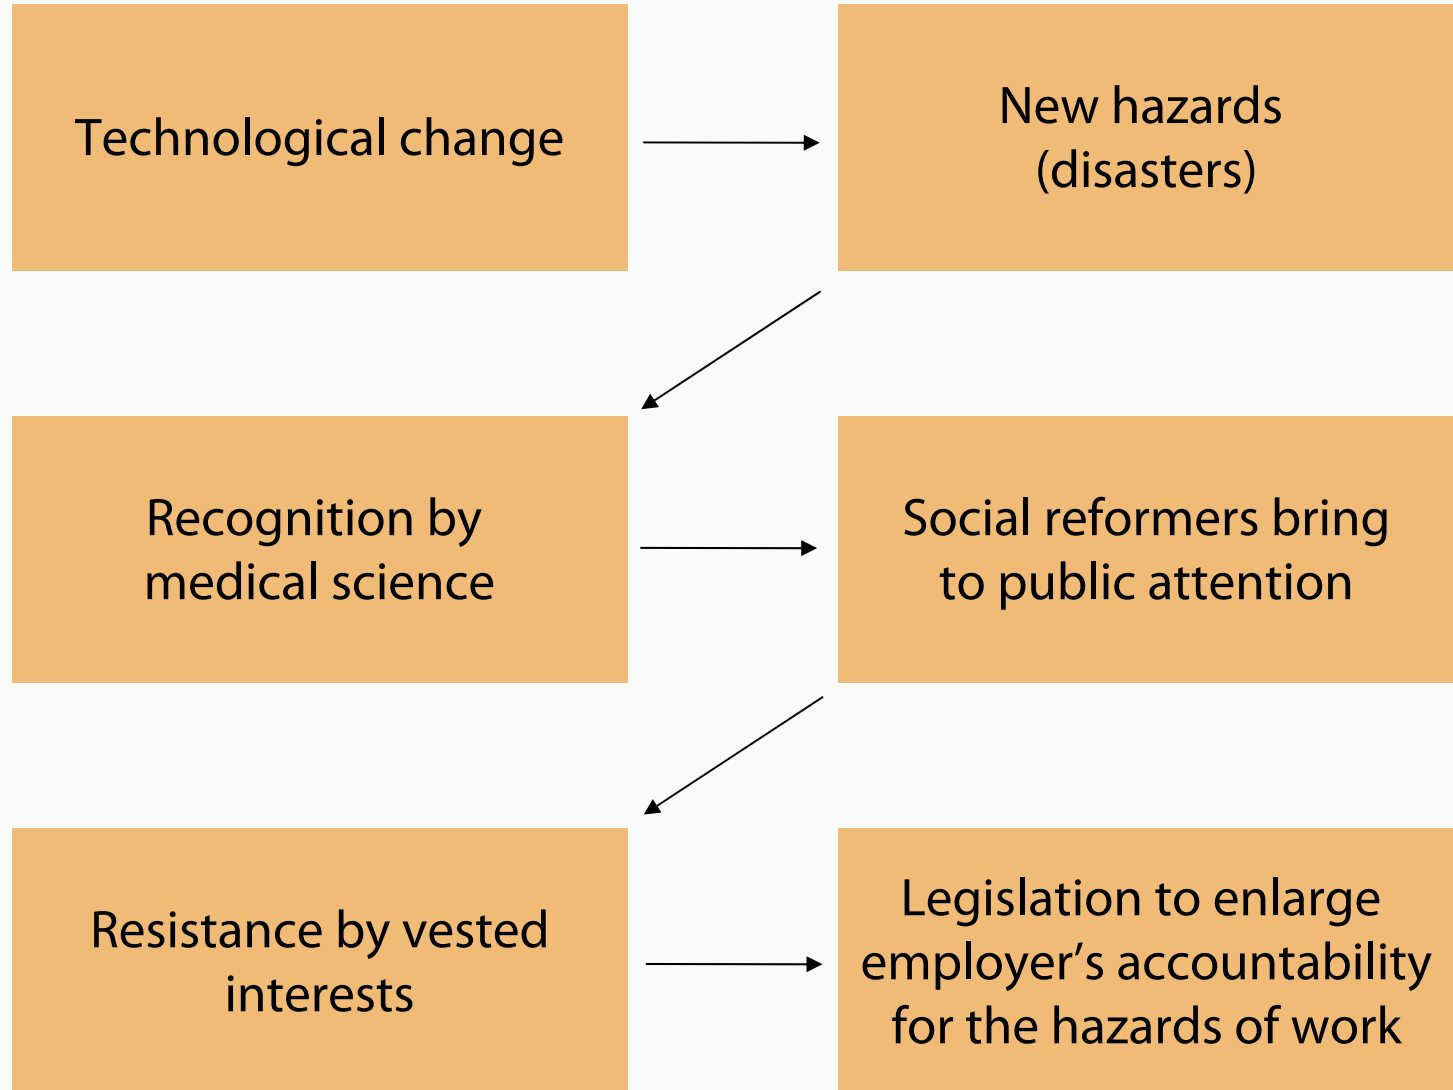 Technological change
New hazards
(disasters)
Recognition by
medical science
Social reformers bring
to public attention
Resistance by vested
interests
Legislation to enlarge
employer’s accountability
for the hazards of work